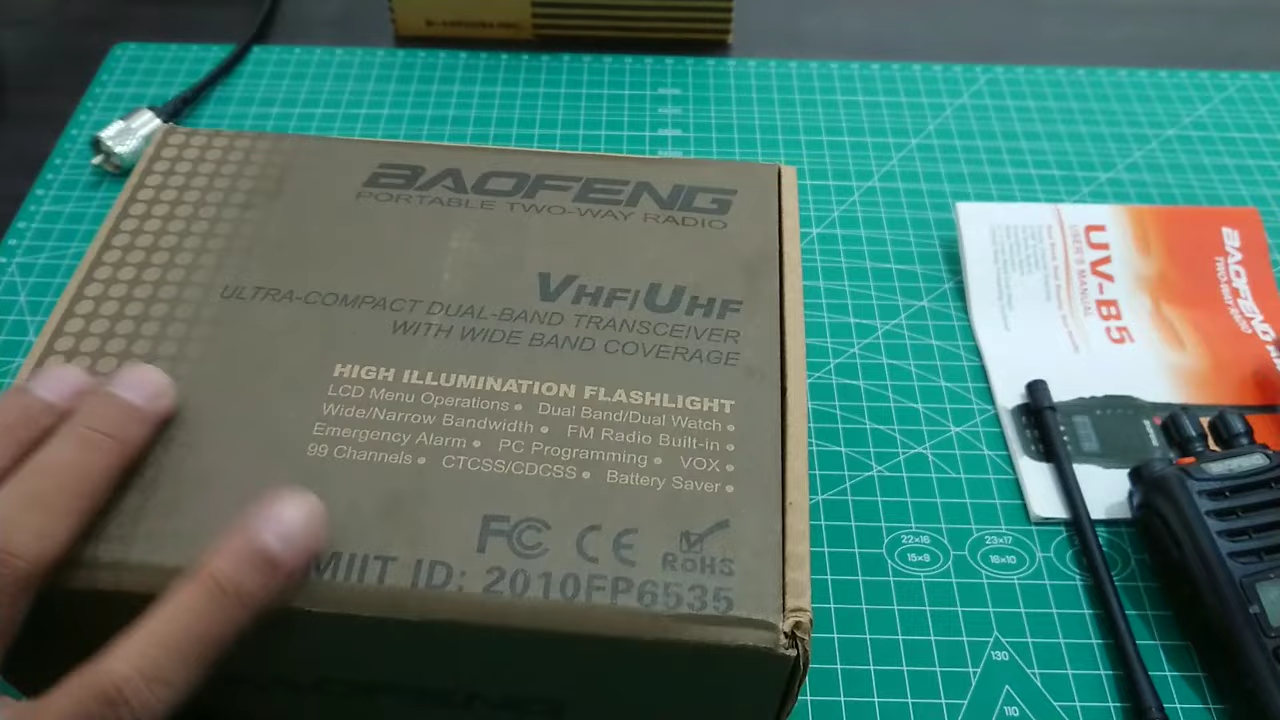 BAOFENG
PORTABLE TWO-WAY RADIO
VHF/UHF
ULTRA-COMPACT DUAL-BAND TRANSCEIVER
WITH WIDE BAND COVERAGE
HIGH ILLUMINATION FLASHLIGHT
LCD Menu Operations • Dual Band/Dual Watch •
Wide/Narrow Bandwidth • FM Radio Built-in •
Emergency Alarm • PC Programming • VOX •
99 Channels • CTCSS/CDCSS • Battery Saver •
FC CE RoHS
MIIT ID: 2010FP6535
BAOFENG
TWO-WAY RADIO
UV-B5
USER'S MANUAL
22×16
15×9
23×17
16×10
130
110